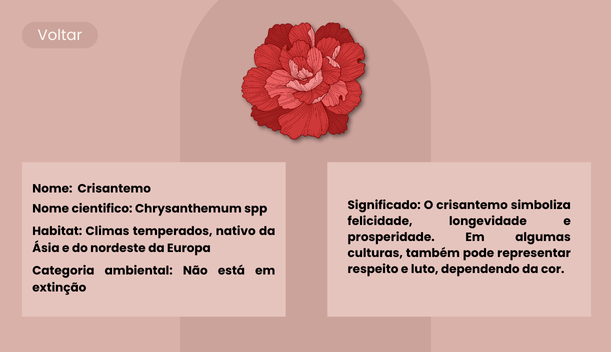 Voltar
Nome: Crisantemo
Nome cientifico: Chrysanthemum spp
Habitat: Climas temperados, nativo da
Ásia e do nordeste da Europa
Categoria ambiental: Não está em
extinção
Significado: O crisantemo simboliza
felicidade, longevidade e
prosperidade. Em algumas
culturas, também pode representar
respeito e luto, dependendo da cor.